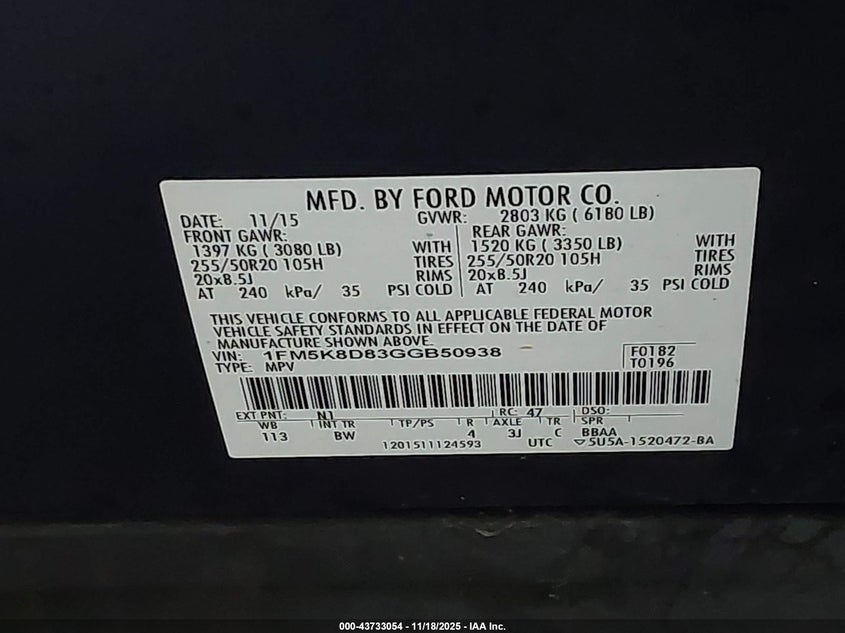 MFD. BY FORD MOTOR CO.
DATE: 11/15 GVWR: 2803 KG ( 6180 LB)
FRONT GAWR: REAR GAWR:
1397 KG ( 3080 LB) WITH 1520 KG ( 3350 LB) WITH
255/50R20 105H TIRES 255/50R20 105H TIRES
20x8.5J RIMS 20x8.5J RIMS
AT 240 kPa/ 35 PSI COLD AT 240 kPa/ 35 PSI COLD
THIS VEHICLE CONFORMS TO ALL APPLICABLE FEDERAL MOTOR
VEHICLE SAFETY STANDARDS IN EFFECT ON THE DATE OF
MANUFACTURE SHOWN ABOVE.
VIN: 1FM5K8D83GGB50938 F0182
TYPE: MPV T0196
EXT PNT: N1 RC: 47 DSO:
WB INT TR TP/PS R AXLE TR SPR
113 BW 4 3J C BBAA
1201511124593 UTC ▽5U5A-1520472-BA
000-43733054 - 11/18/2025 - IAA Inc.